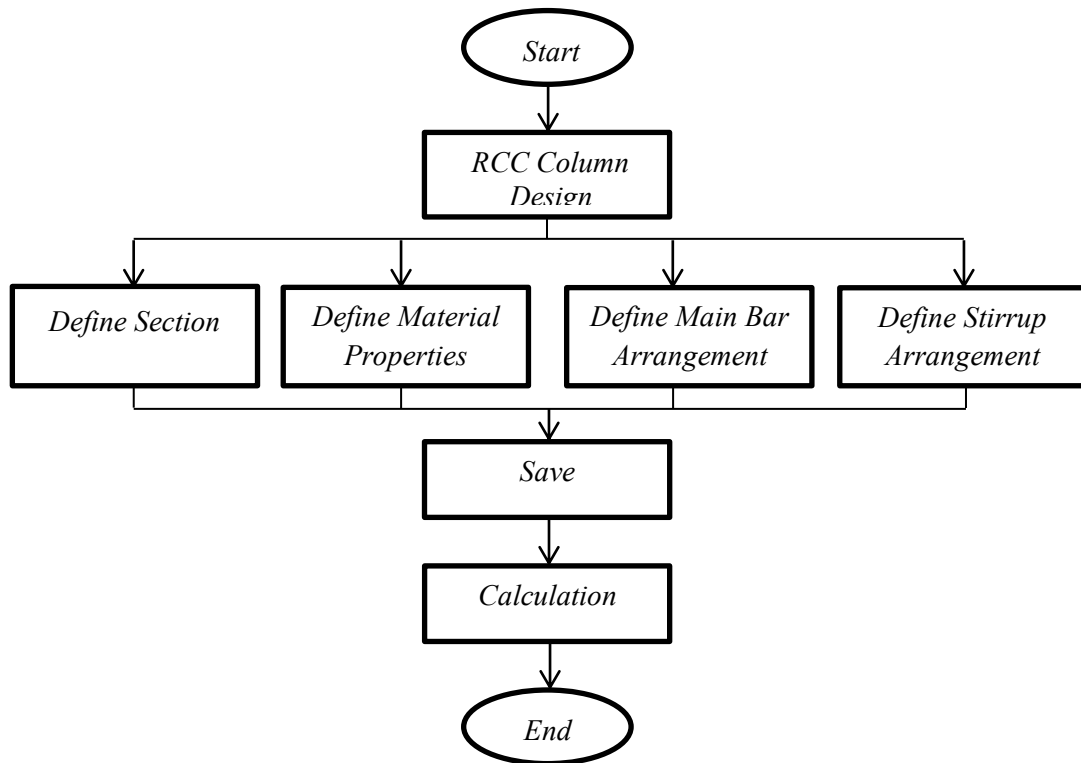 Start
RCC Column
Design
Define Section
Define Material
Properties
Define Main Bar
Arrangement
Define Stirrup
Arrangement
Save
Calculation
End